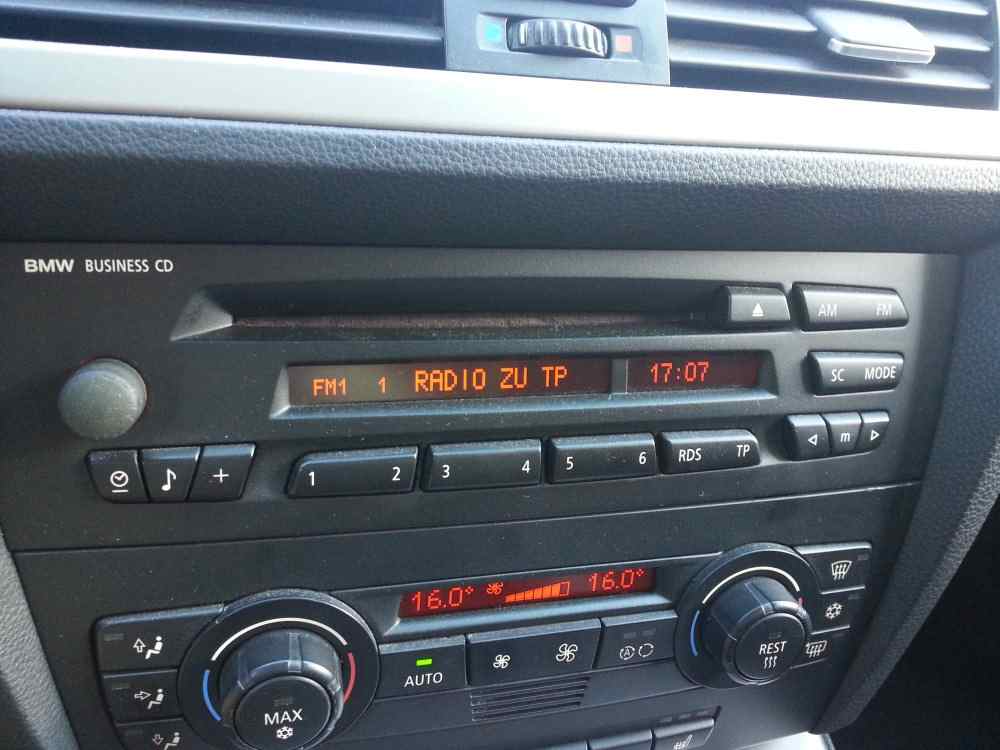 BMW BUSINESS CD
AM FM
FM1 1 RADIO ZU TP 17:07
SC MODE
1 2 3 4 5 6 RDS TP
m
16.0° 16.0°
AUTO
A
REST
MAX